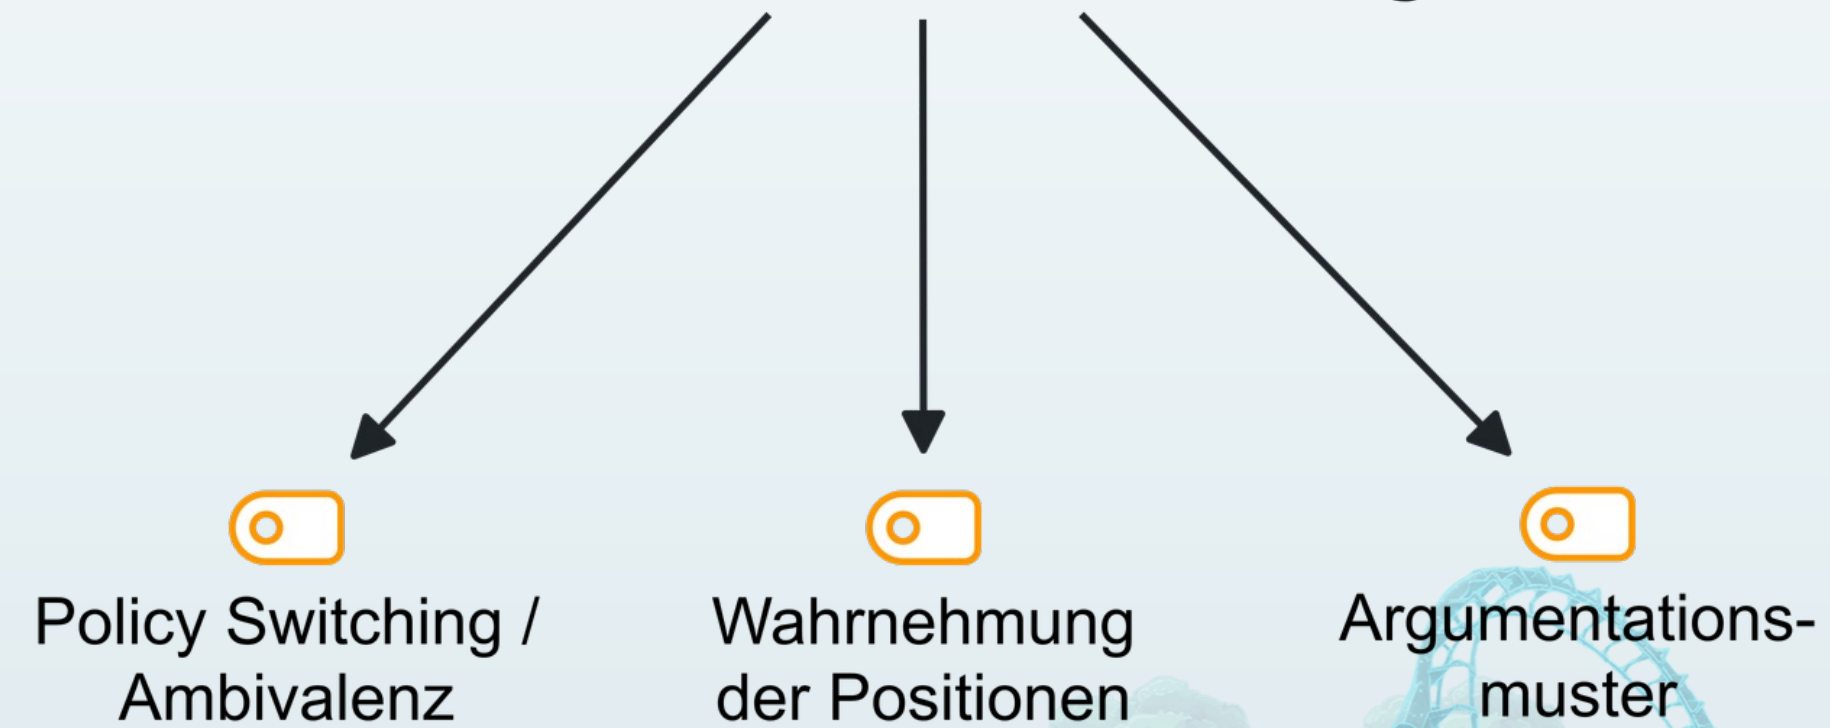 Policy Switching /
Ambivalenz
Wahrnehmung
der Positionen
Argumentations-
muster